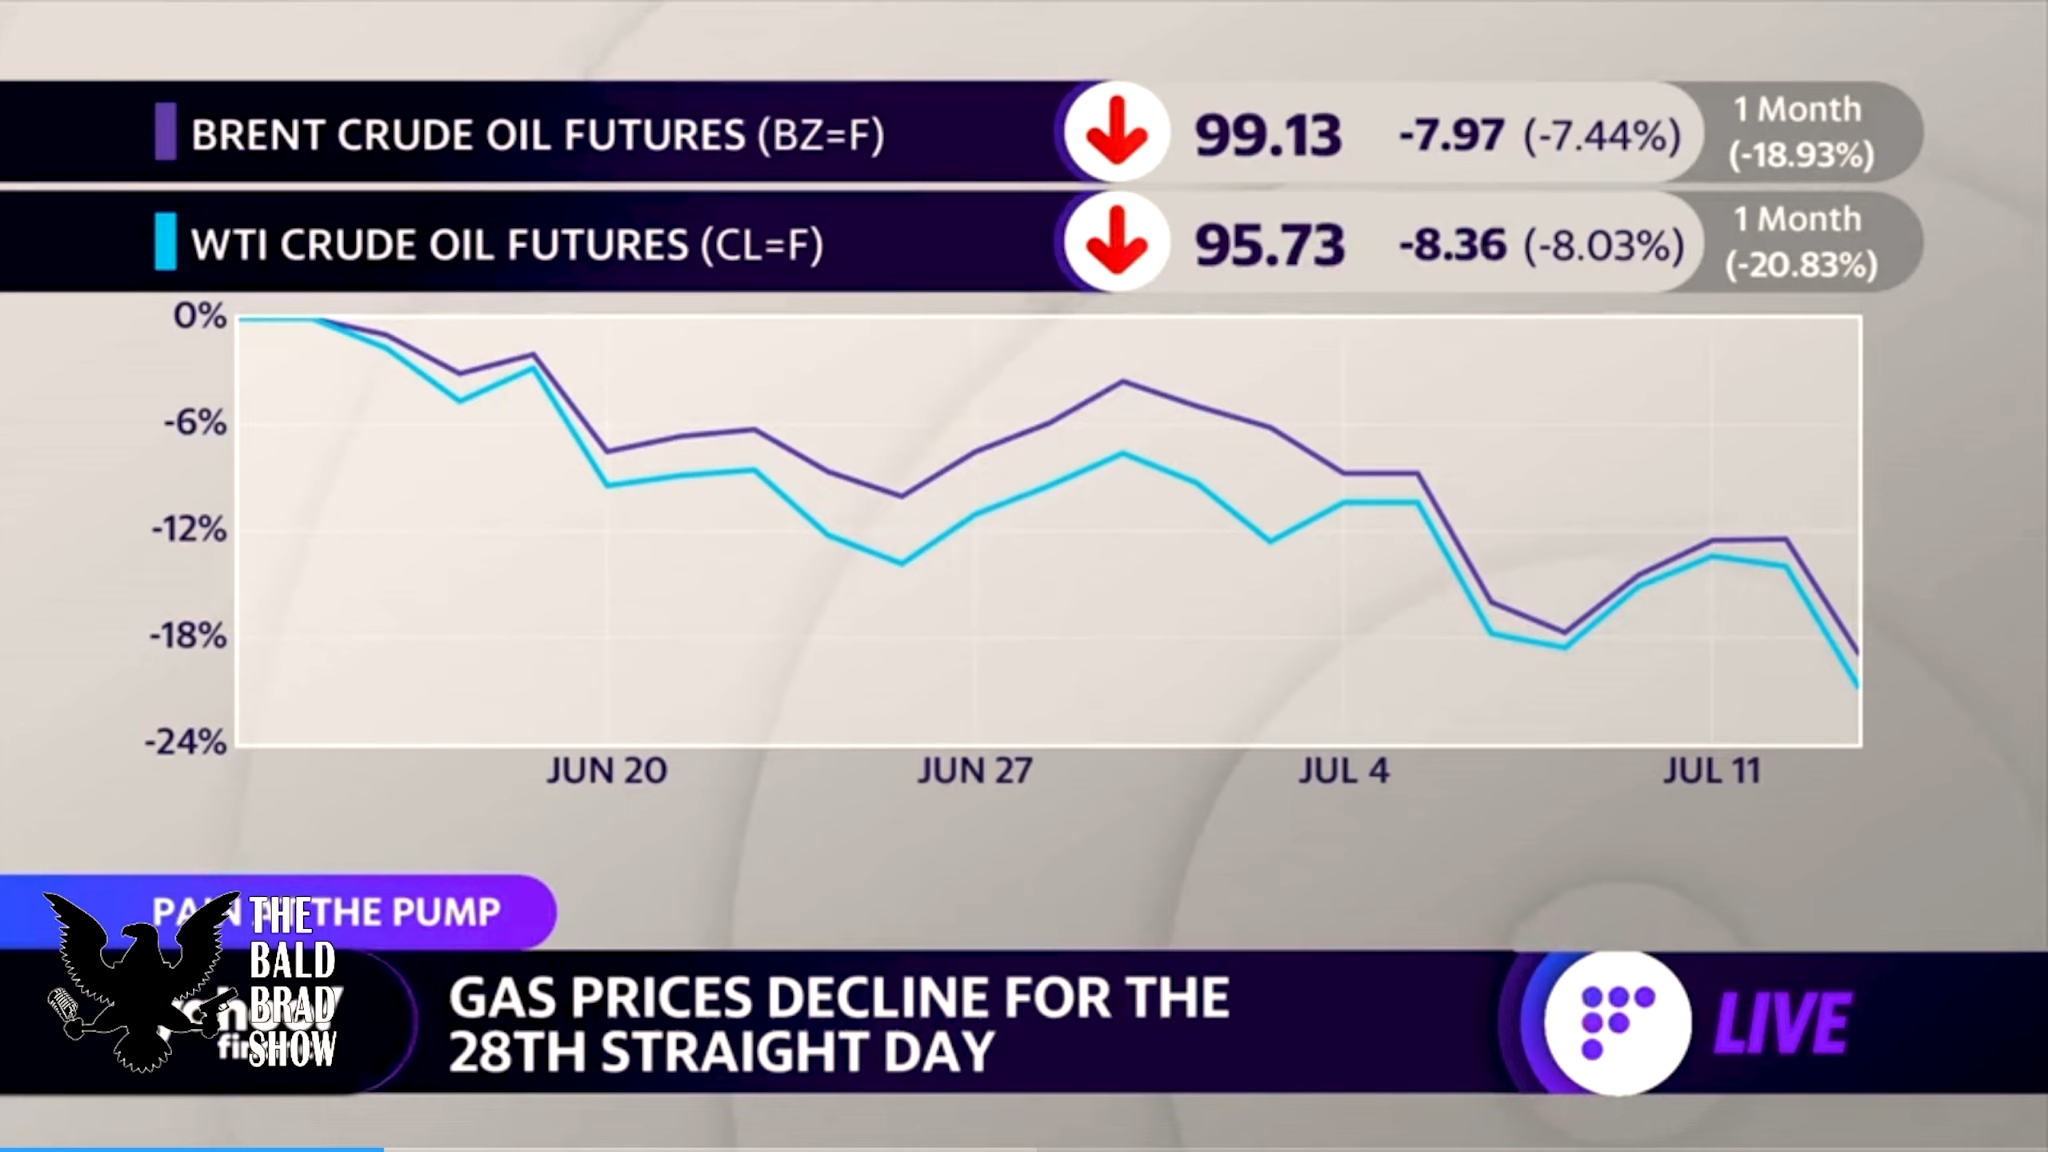 BRENT CRUDE OIL FUTURES (BZ=F) 99.13 -7.97 (-7.44%) 1 Month (-18.93%)
WTI CRUDE OIL FUTURES (CL=F) 95.73 -8.36 (-8.03%) 1 Month (-20.83%)
0%
-6%
-12%
-18%
-24%
JUN 20 JUN 27 JUL 4 JUL 11
THE PUMP
THE
BALD
BRAD
SHOW
GAS PRICES DECLINE FOR THE
28TH STRAIGHT DAY
LIVE